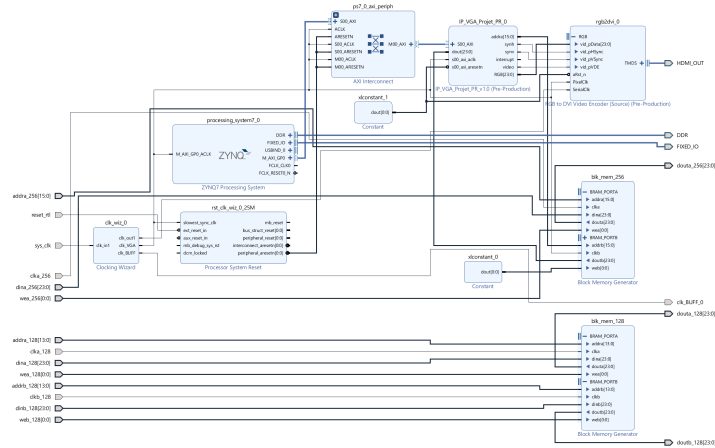 ps7_0_axi_periph
S00_AXI
ACLK
ARESETN
S00_ACLK
S00_ARESETN
M00_ACLK
M00_ARESETN
M00_AXI
AXI Interconnect
IP_VGA_Projet_PR_0
S00_AXI
dout[23:0]
s00_axi_aclk
s00_axi_aresetn
addra[15:0]
synch
sync
interrupt
video
RGB[23:0]
IP_VGA_Projet_PR_v1.0 (Pre-Production)
rgb2dvi_0
RGB
vid_pData[23:0]
vid_pHSync
vid_pVSync
vid_pVDE
aRst_n
PixelClk
SerialClk
TMDS
RGB to DVI Video Encoder (Source) (Pre-Production)
HDMI_OUT
xlconstant_1
dout[0:0]
Constant
processing_system7_0
M_AXI_GP0_ACLK
ZYNQ
DDR
FIXED_IO
USBIND_0
M_AXI_GP0
FCLK_CLK0
FCLK_RESET0_N
ZYNQ7 Processing System
DDR
FIXED_IO
douta_256[23:0]
addra_256[15:0]
reset_rtl
sys_clk
clka_256
dina_256[23:0]
wea_256[0:0]
clk_wiz_0
clk_in1
clk_out1
clk_VGA
clk_BUFF
Clocking Wizard
rst_clk_wiz_0_25M
slowest_sync_clk
ext_reset_in
aux_reset_in
mb_debug_sys_rst
dcm_locked
mb_reset
bus_struct_reset[0:0]
peripheral_reset[0:0]
interconnect_aresetn[0:0]
peripheral_aresetn[0:0]
Processor System Reset
blk_mem_256
BRAM_PORTA
addra[15:0]
clka
dina[23:0]
douta[23:0]
wea[0:0]
BRAM_PORTB
addrb[15:0]
clkb
doutb[23:0]
web[0:0]
Block Memory Generator
xlconstant_0
dout[0:0]
Constant
clk_BUFF_0
douta_128[23:0]
addra_128[13:0]
clka_128
dina_128[23:0]
wea_128[0:0]
addrb_128[13:0]
clkb_128
dinb_128[23:0]
web_128[0:0]
blk_mem_128
BRAM_PORTA
addra[13:0]
clka
dina[23:0]
douta[23:0]
wea[0:0]
BRAM_PORTB
addrb[13:0]
clkb
dinb[23:0]
doutb[23:0]
web[0:0]
Block Memory Generator
doutb_128[23:0]